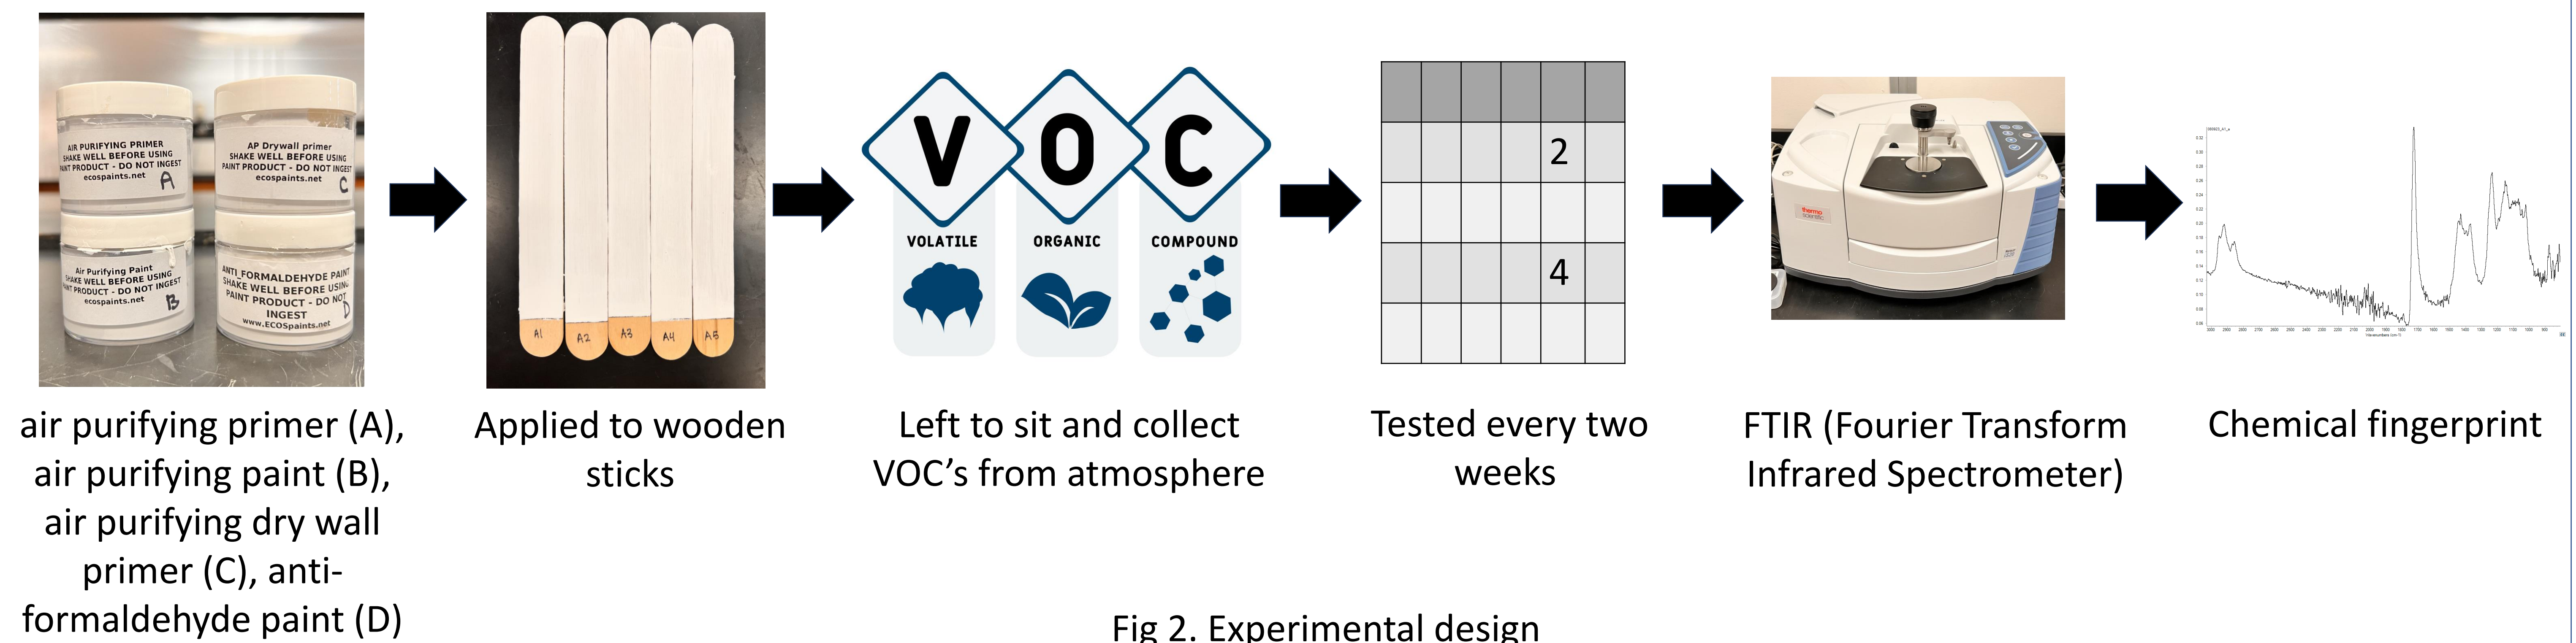 AIR PURIFYING PRIMER
SHAKE WELL BEFORE USING
PAINT PRODUCT - DO NOT INGEST
ecospaints.net
A
AP Drywall primer
SHAKE WELL BEFORE USING
PAINT PRODUCT - DO NOT INGEST
ecospaints.net
C
Air Purifying Paint
SHAKE WELL BEFORE USING
PAINT PRODUCT - DO NOT INGEST
ecospaints.net
B
ANTI FORMALDEHYDE PAINT
SHAKE WELL BEFORE USING
PAINT PRODUCT - DO NOT
INGEST
www.ECOSpaints.net
D
air purifying primer (A),
air purifying paint (B),
air purifying dry wall
primer (C), anti-
formaldehyde paint (D)
A1 A2 A3 A4 A5
Applied to wooden
sticks
V O C
VOLATILE ORGANIC COMPOUND
Left to sit and collect
VOC’s from atmosphere
2
4
Tested every two
weeks
thermo
scientific
FTIR (Fourier Transform
Infrared Spectrometer)
Chemical fingerprint
Fig 2. Experimental design